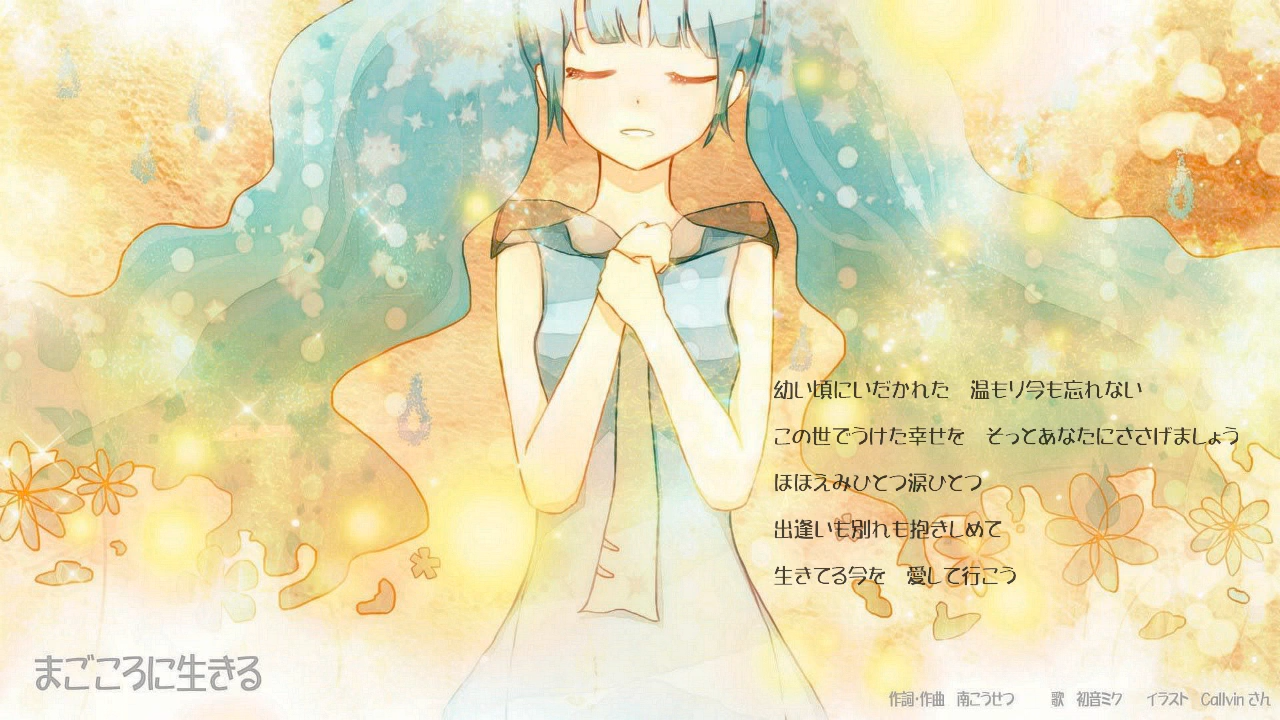 幼い頃にいだかれた　温もり今も忘れない
この世でうけた幸せを　そっとあなたにささげましょう
ほほえみひとつ涙ひとつ
出逢いも別れも抱きしめて
生きてる今を　愛して行こう
まごころに生きる
作詞・作曲　南こうせつ　　歌　初音ミク　　イラスト　Callvinさん